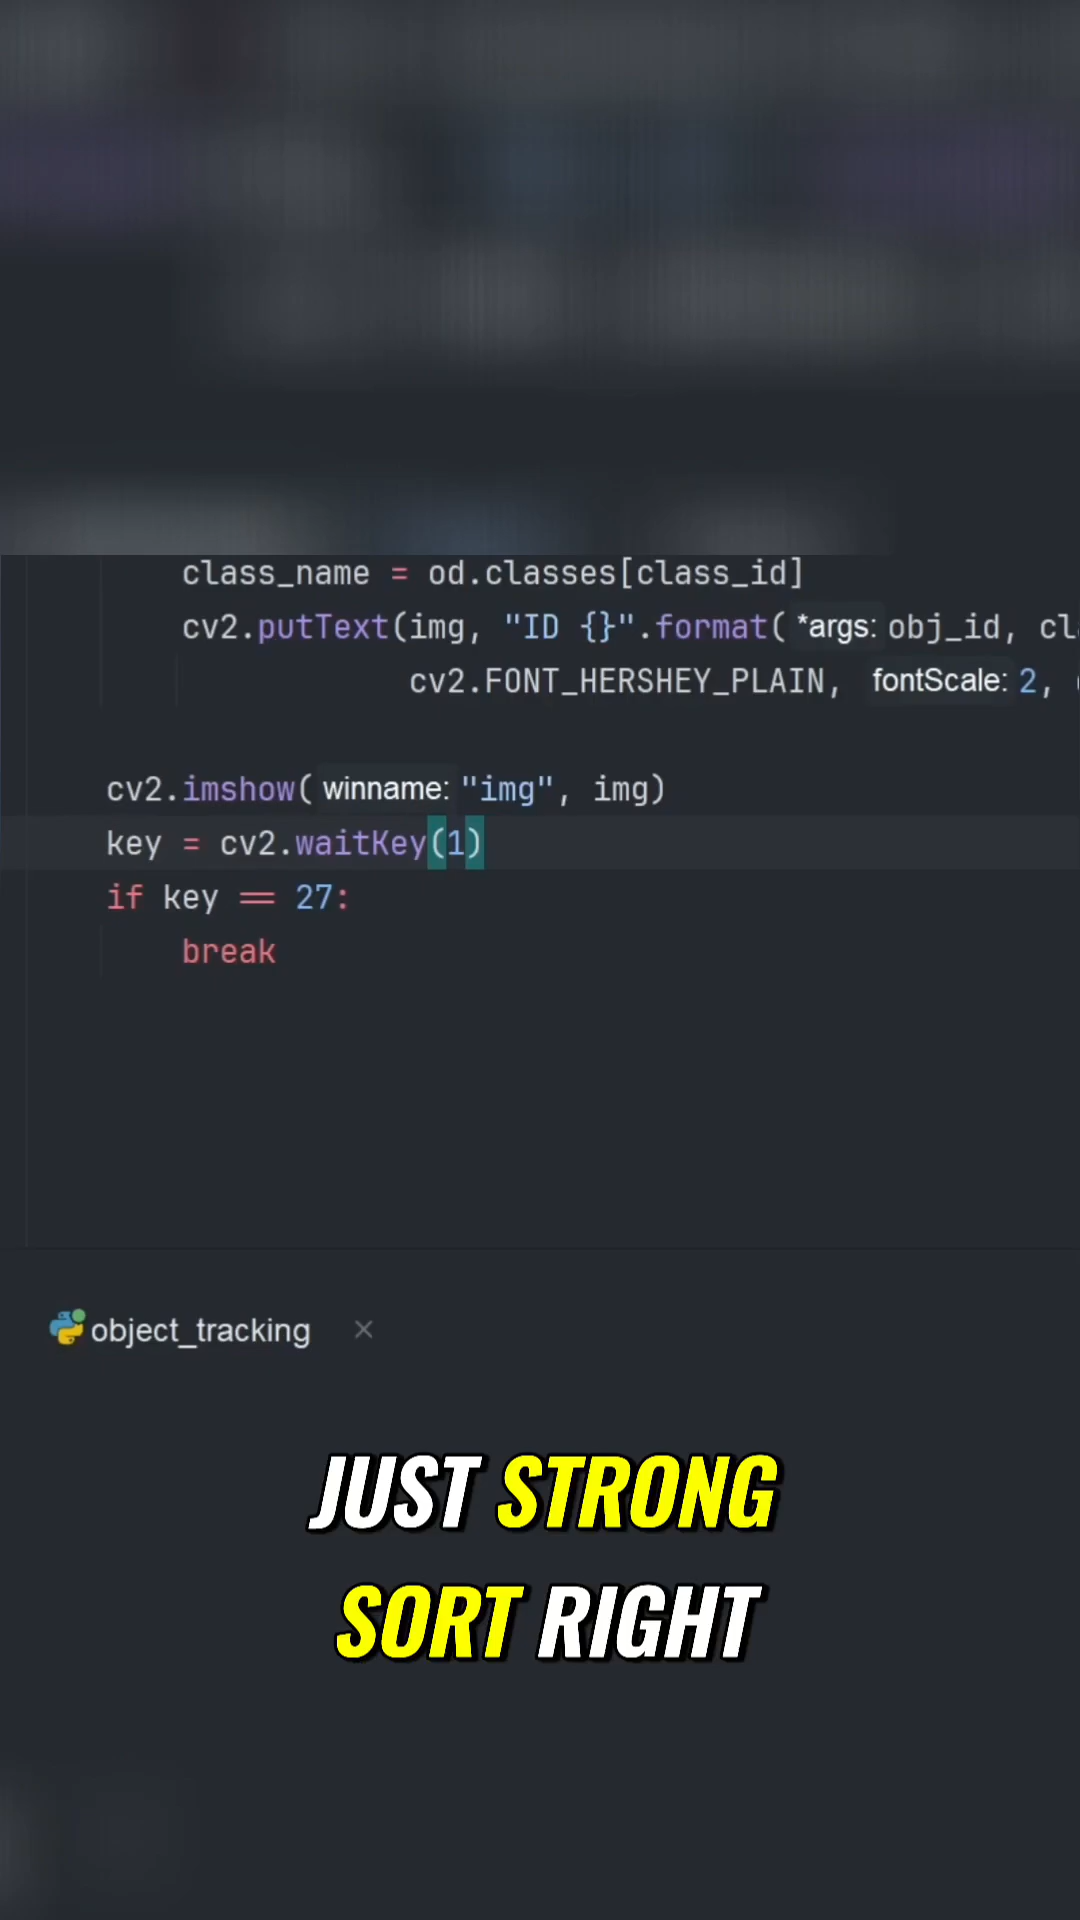 class_name = od.classes[class_id]
cv2.putText(img, "ID {}".format( *args: obj_id,
cv2.FONT_HERSHEY_PLAIN, fontScale: 2,
cv2.imshow( winname: "img", img)
key = cv2.waitKey(1)
if key == 27:
break
object_tracking ×
JUST STRONG
SORT RIGHT